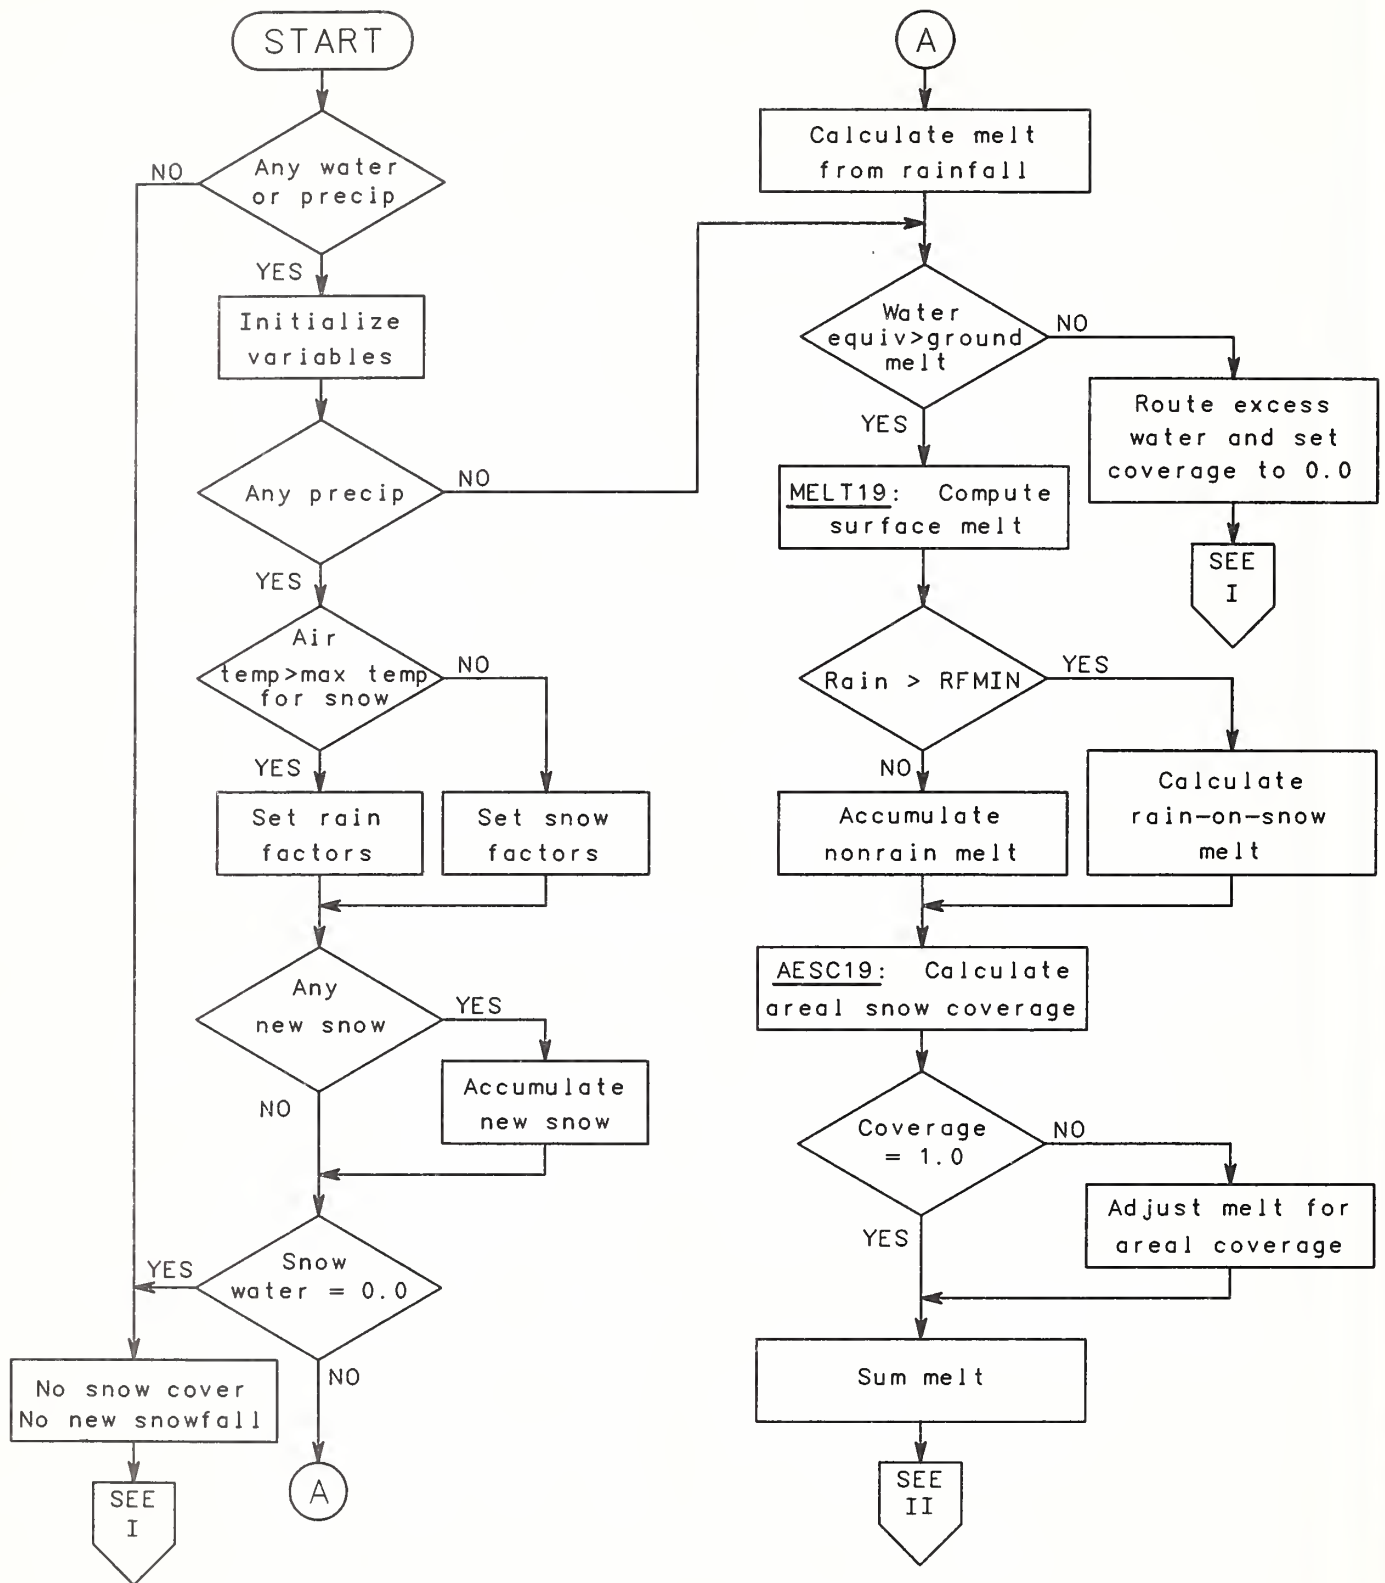 START
Any water
or precip
NO
YES
Initialize
variables
Any precip
NO
YES
Air
temp>max temp
for snow
NO
YES
Set rain
factors
Set snow
factors
Any
new snow
YES
NO
Accumulate
new snow
Snow
water = 0.0
YES
NO
No snow cover
No new snowfall
SEE
I
A
A
Calculate melt
from rainfall
Water
equiv>ground
melt
NO
YES
Route excess
water and set
coverage to 0.0
SEE
I
MELT19: Compute
surface melt
Rain > RFMIN
YES
NO
Accumulate
nonrain melt
Calculate
rain-on-snow
melt
AESC19: Calculate
areal snow coverage
Coverage
= 1.0
NO
YES
Adjust melt for
areal coverage
Sum melt
SEE
II